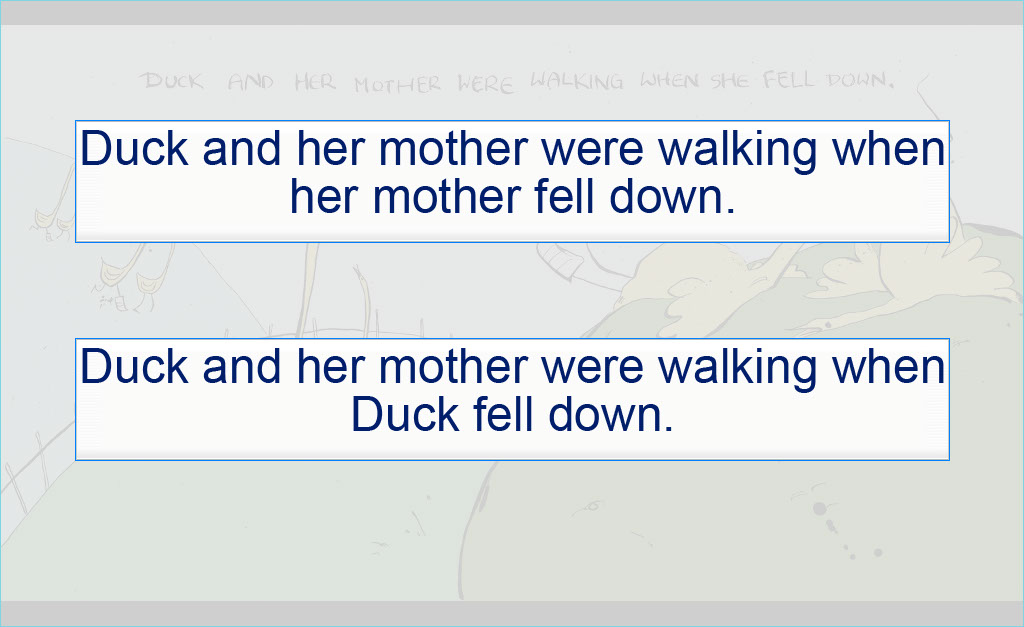 DUCK AND HER MOTHER WERE WALKING WHEN SHE FELL DOWN.
Duck and her mother were walking when
her mother fell down.
Duck and her mother were walking when
Duck fell down.